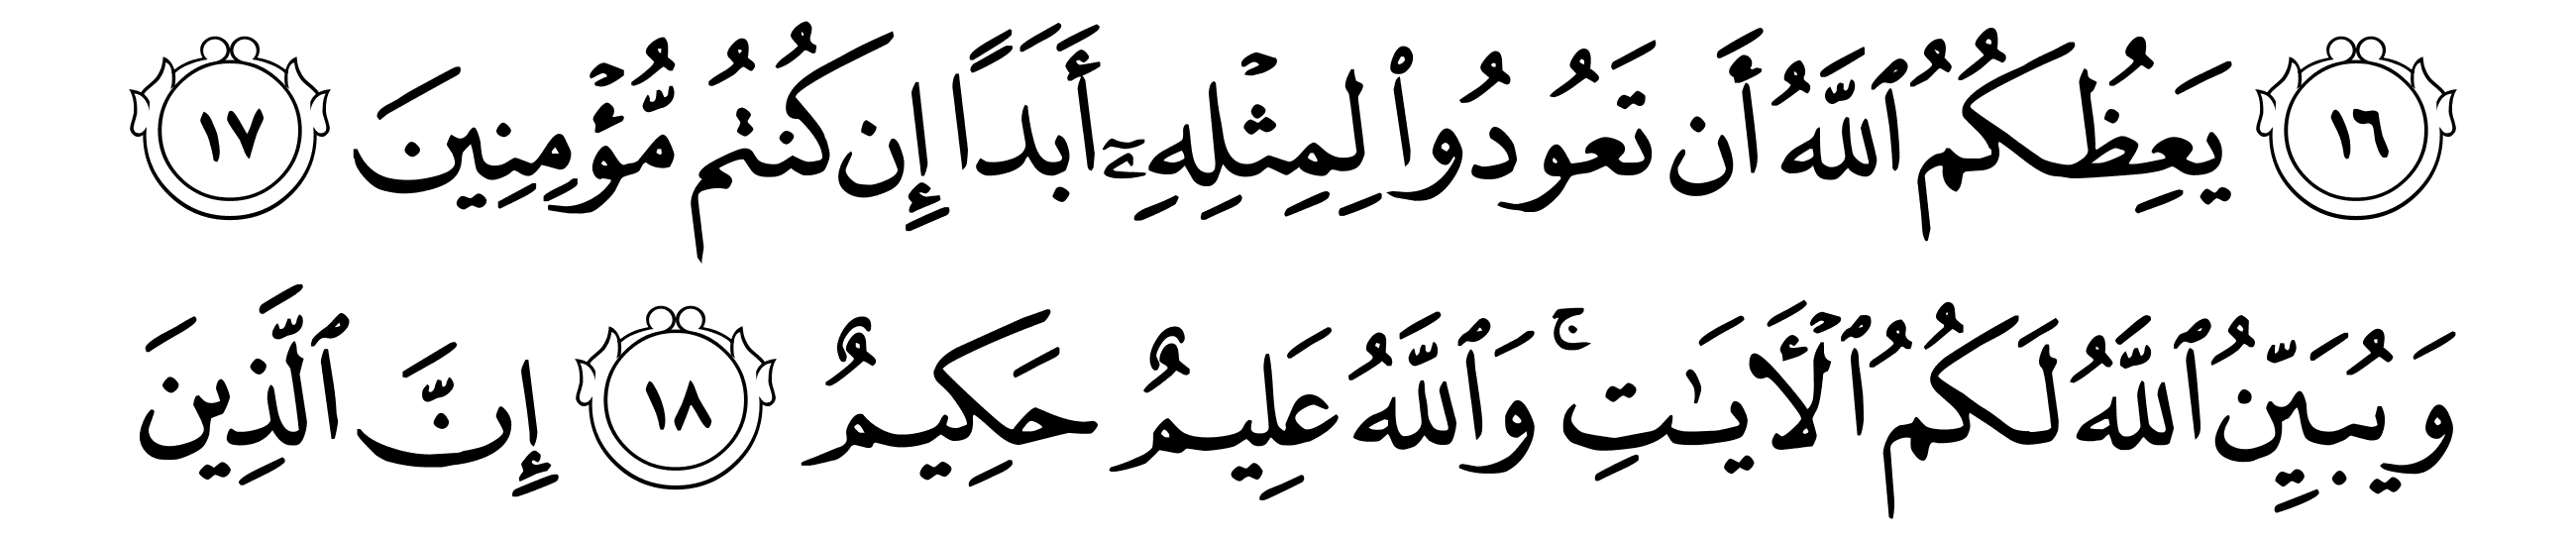 ١٦ يَعِظُكُمُ ٱللَّهُ أَن تَعُودُوا۟ لِمِثْلِهِۦٓ أَبَدًا إِن كُنتُم مُّؤْمِنِينَ ١٧
وَيُبَيِّنُ ٱللَّهُ لَكُمُ ٱلْـَٔايَـٰتِ ۚ وَٱللَّهُ عَلِيمٌ حَكِيمٌ ١٨ إِنَّ ٱلَّذِينَ